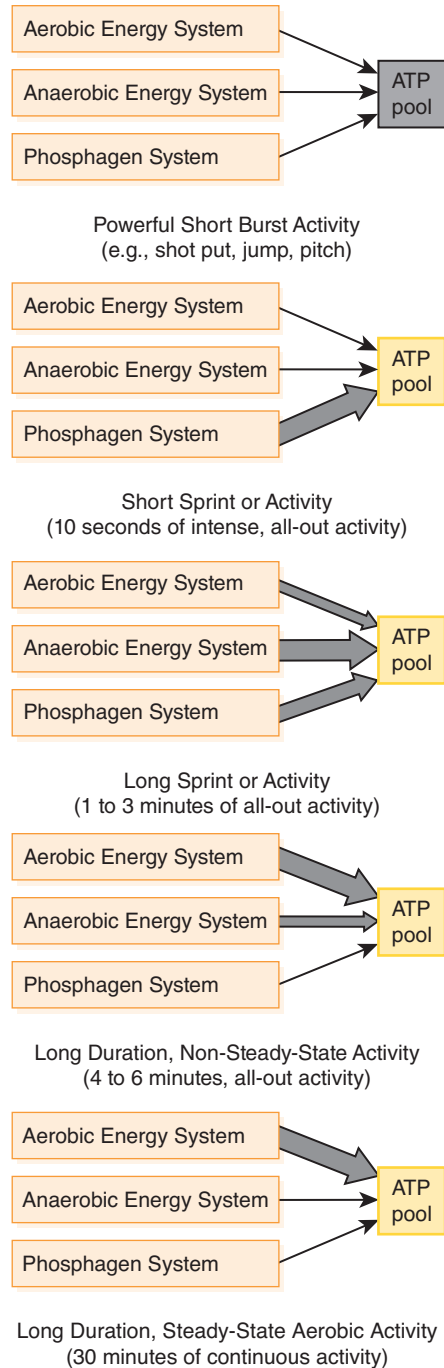 Aerobic Energy System
Anaerobic Energy System
Phosphagen System
ATP
pool
Powerful Short Burst Activity
(e.g., shot put, jump, pitch)
Aerobic Energy System
Anaerobic Energy System
Phosphagen System
ATP
pool
Short Sprint or Activity
(10 seconds of intense, all-out activity)
Aerobic Energy System
Anaerobic Energy System
Phosphagen System
ATP
pool
Long Sprint or Activity
(1 to 3 minutes of all-out activity)
Aerobic Energy System
Anaerobic Energy System
Phosphagen System
ATP
pool
Long Duration, Non-Steady-State Activity
(4 to 6 minutes, all-out activity)
Aerobic Energy System
Anaerobic Energy System
Phosphagen System
ATP
pool
Long Duration, Steady-State Aerobic Activity
(30 minutes of continuous activity)